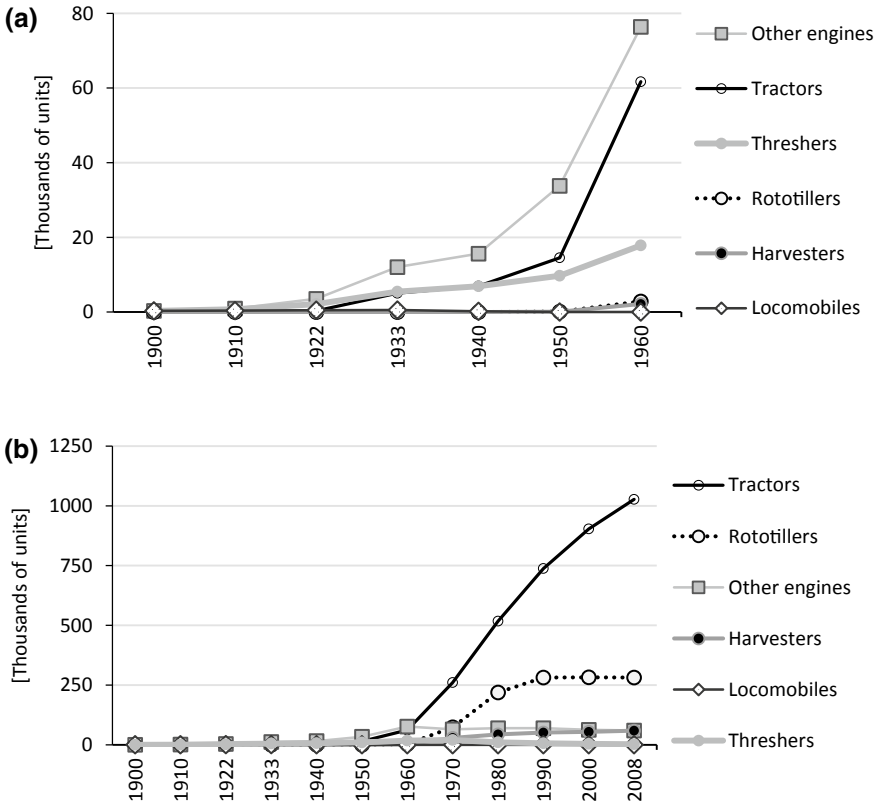 (a)
[Thousands of units]
80
60
40
20
0
1900
1910
1922
1933
1940
1950
1960
Other engines
Tractors
Threshers
Rototillers
Harvesters
Locomobiles
(b)
[Thousands of units]
1250
1000
750
500
250
0
1900
1910
1922
1933
1940
1950
1960
1970
1980
1990
2000
2008
Tractors
Rototillers
Other engines
Harvesters
Locomobiles
Threshers